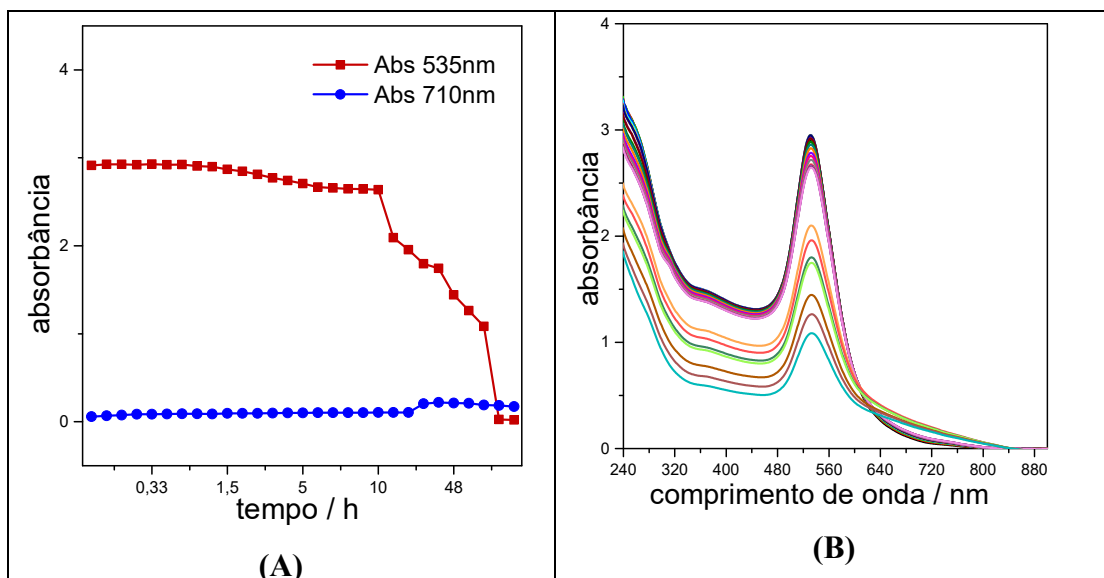 4
2
0
absorbância
Abs 535nm
Abs 710nm
0,33 1,5 5 10 48
tempo / h
(A)
4
3
2
1
0
absorbância
240 320 400 480 560 640 720 800 880
comprimento de onda / nm
(B)